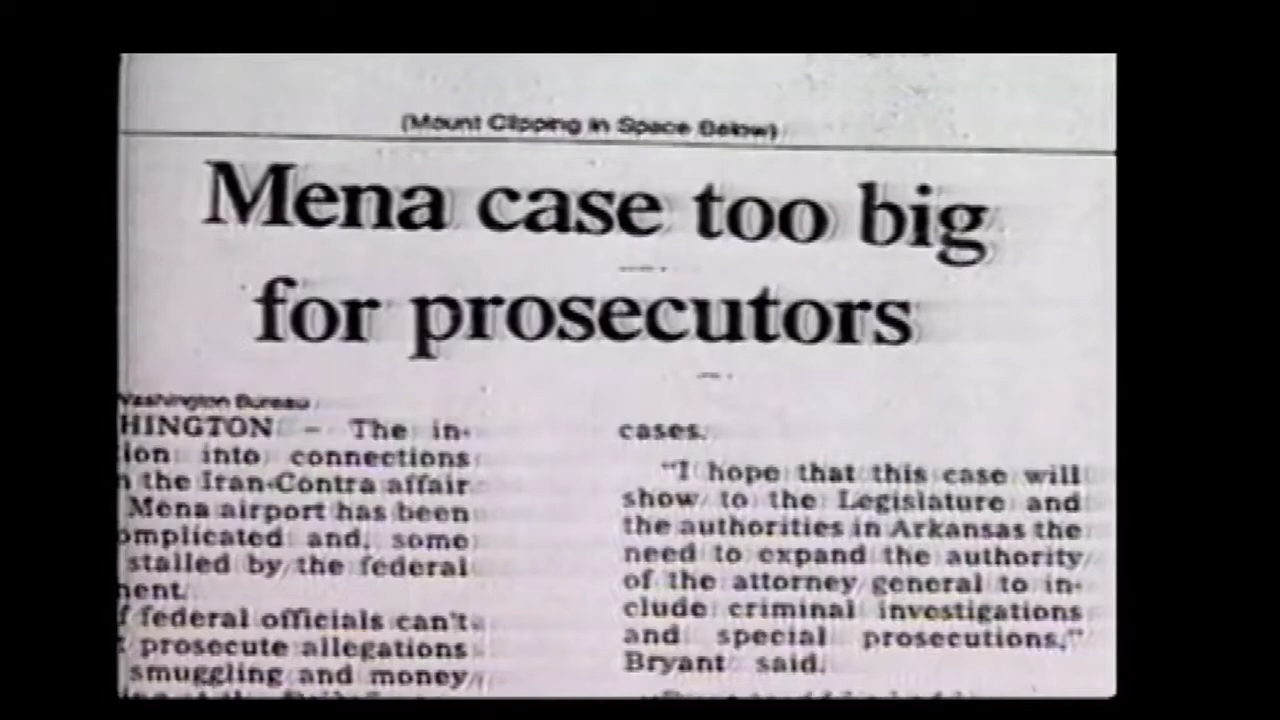 (Mount Clipping in Space Below)
Mena case too big
for prosecutors
Washington Bureau
HINGTON – The in-
ion into connections
the Iran-Contra affair
Mena airport has been
omplicated and, some
stalled by the federal
ment.
f federal officials can't
prosecute allegations
smuggling and money
cases.
"I hope that this case will
show to the Legislature and
the authorities in Arkansas the
need to expand the authority
of the attorney general to in-
clude criminal investigations
and special prosecutions,"
Bryant said.